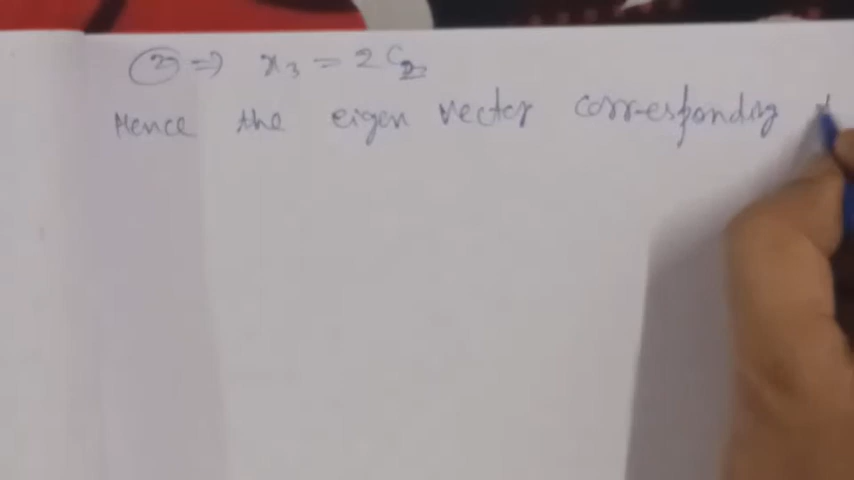 ② ⇒ x₃ = 2C₂
Hence the eigen vector corresponding